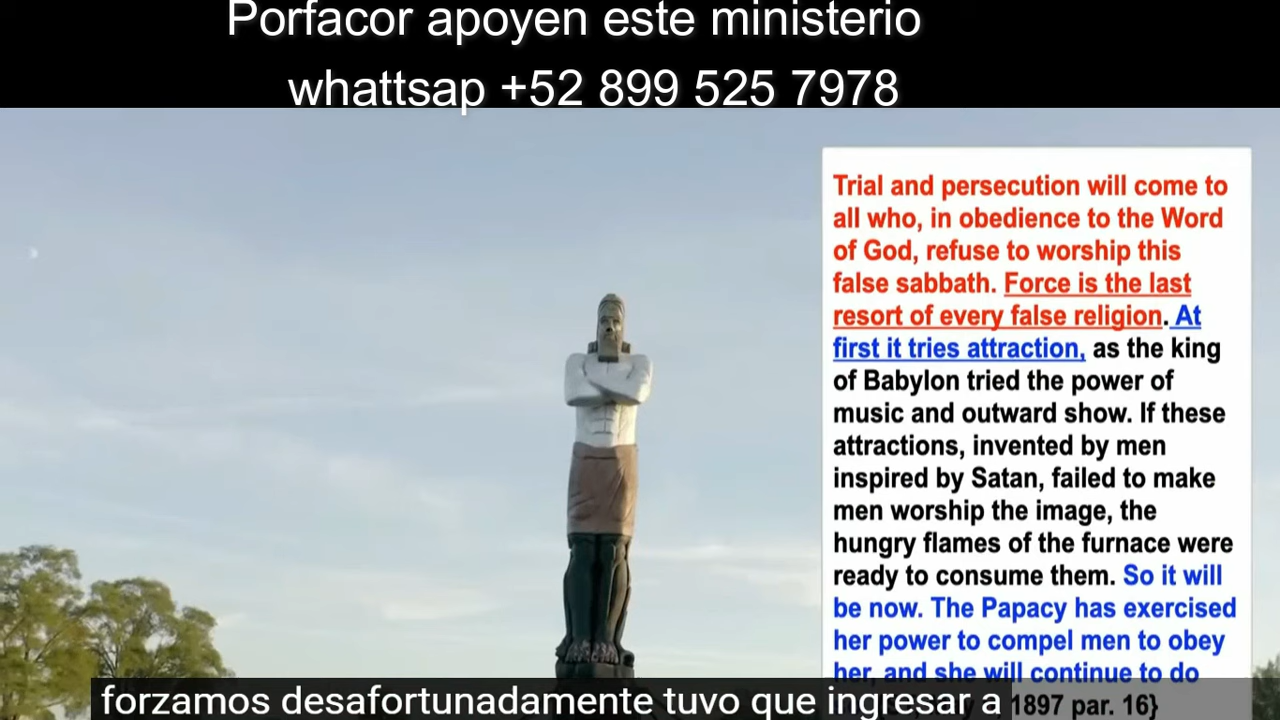 Porfacor apoyen este ministerio
whattsap +52 899 525 7978
Trial and persecution will come to
all who, in obedience to the Word
of God, refuse to worship this
false sabbath. Force is the last
resort of every false religion. At
first it tries attraction, as the king
of Babylon tried the power of
music and outward show. If these
attractions, invented by men
inspired by Satan, failed to make
men worship the image, the
hungry flames of the furnace were
ready to consume them. So it will
be now. The Papacy has exercised
her power to compel men to obey
her, and she will continue to do
1897 par. 16}
forzamos desafortunadamente tuvo que ingresar a